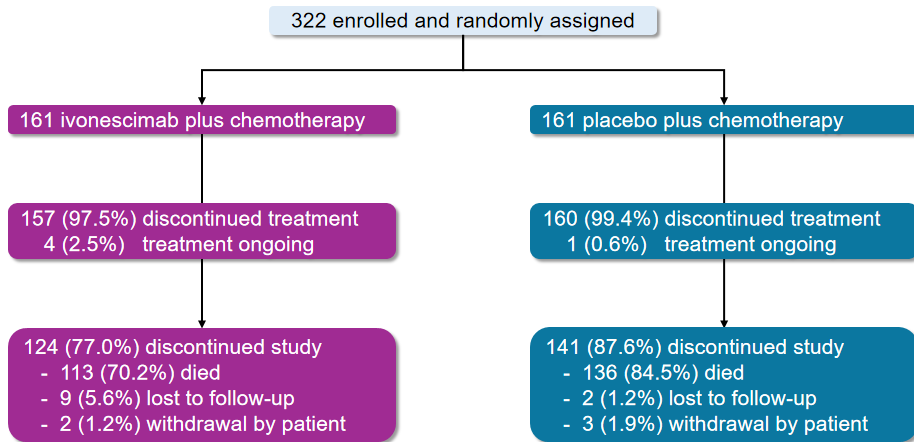 322 enrolled and randomly assigned
161 ivonescimab plus chemotherapy
161 placebo plus chemotherapy
157 (97.5%) discontinued treatment
4 (2.5%) treatment ongoing
160 (99.4%) discontinued treatment
1 (0.6%) treatment ongoing
124 (77.0%) discontinued study
- 113 (70.2%) died
- 9 (5.6%) lost to follow-up
- 2 (1.2%) withdrawal by patient
141 (87.6%) discontinued study
- 136 (84.5%) died
- 2 (1.2%) lost to follow-up
- 3 (1.9%) withdrawal by patient